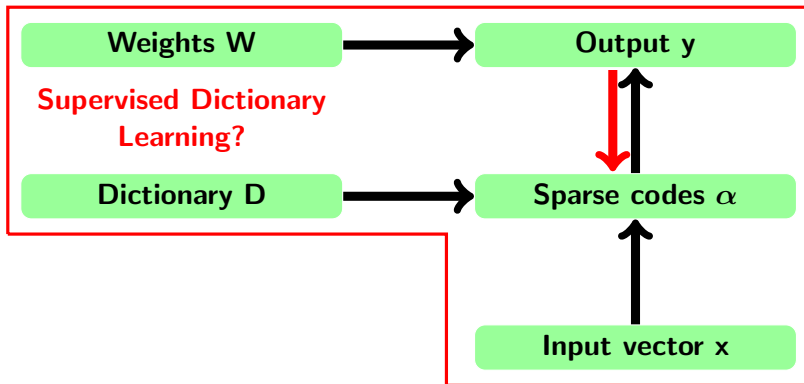 Weights W
Output y
Supervised Dictionary
Learning?
Dictionary D
Sparse codes α
Input vector x